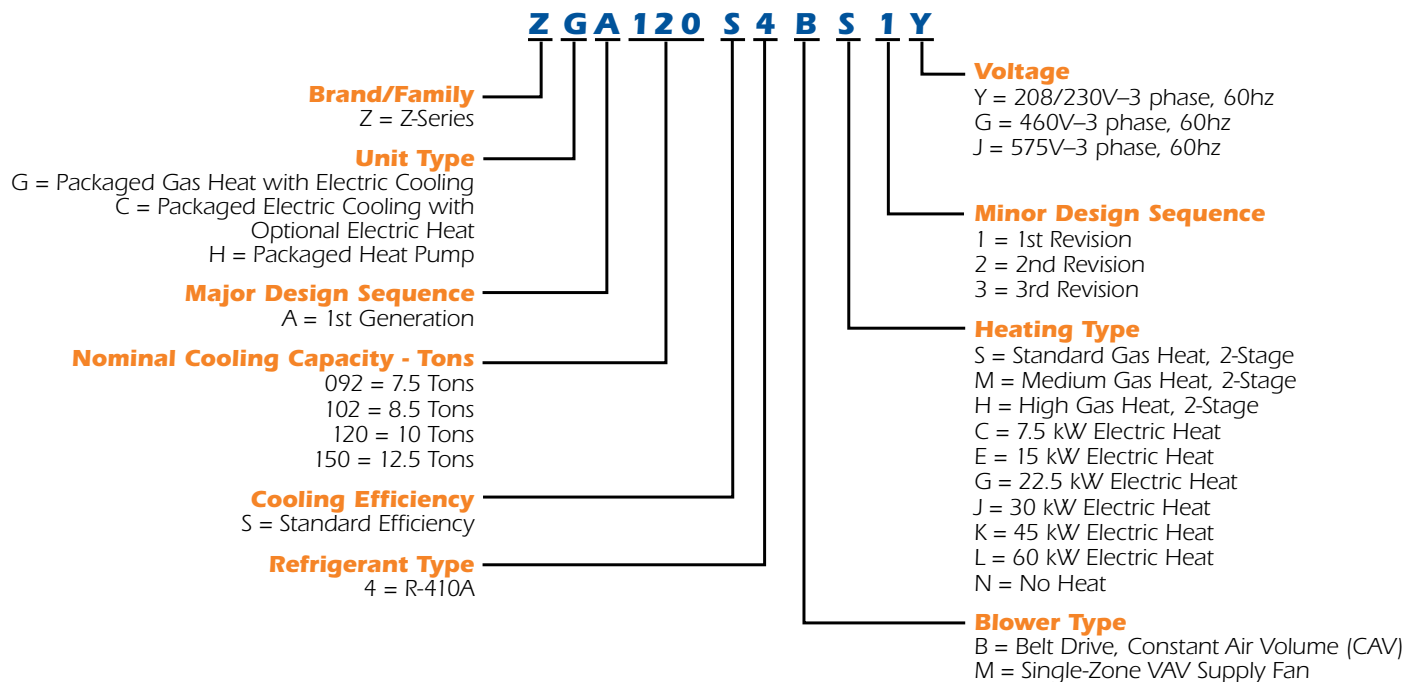 Z G A 1 2 0 S 4 B S 1 Y
Brand/Family
Z = Z-Series
Unit Type
G = Packaged Gas Heat with Electric Cooling
C = Packaged Electric Cooling with
Optional Electric Heat
H = Packaged Heat Pump
Major Design Sequence
A = 1st Generation
Nominal Cooling Capacity - Tons
092 = 7.5 Tons
102 = 8.5 Tons
120 = 10 Tons
150 = 12.5 Tons
Cooling Efficiency
S = Standard Efficiency
Refrigerant Type
4 = R-410A
Voltage
Y = 208/230V–3 phase, 60hz
G = 460V–3 phase, 60hz
J = 575V–3 phase, 60hz
Minor Design Sequence
1 = 1st Revision
2 = 2nd Revision
3 = 3rd Revision
Heating Type
S = Standard Gas Heat, 2-Stage
M = Medium Gas Heat, 2-Stage
H = High Gas Heat, 2-Stage
C = 7.5 kW Electric Heat
E = 15 kW Electric Heat
G = 22.5 kW Electric Heat
J = 30 kW Electric Heat
K = 45 kW Electric Heat
L = 60 kW Electric Heat
N = No Heat
Blower Type
B = Belt Drive, Constant Air Volume (CAV)
M = Single-Zone VAV Supply Fan